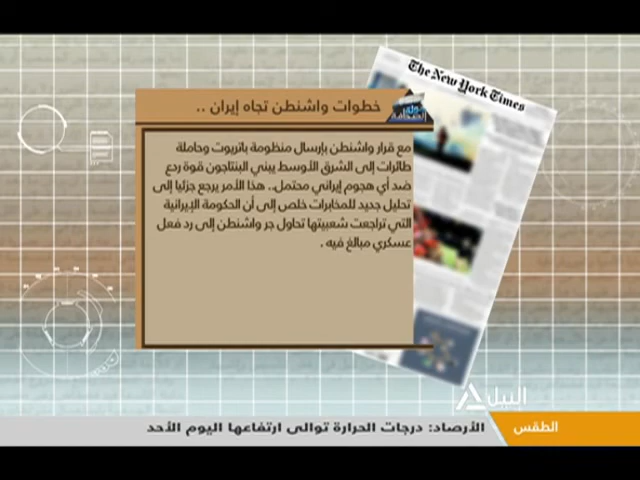 The New York Times
خطوات واشنطن تجاه إيران ..
مع قرار واشنطن بإرسال منظومة باتريوت وحاملة
طائرات إلى الشرق الأوسط يبني البنتاجون قوة ردع
ضد أي هجوم إيراني محتمل.. هذا الأمر يرجع جزئيا إلى
تحليل جديد للمخابرات خلص إلى أن الحكومة الإيرانية
التي تراجعت شعبيتها تحاول جر واشنطن إلى رد فعل
عسكري مبالغ فيه .
النيل
الطقس
الأرصاد: درجات الحرارة توالى ارتفاعها اليوم الأحد